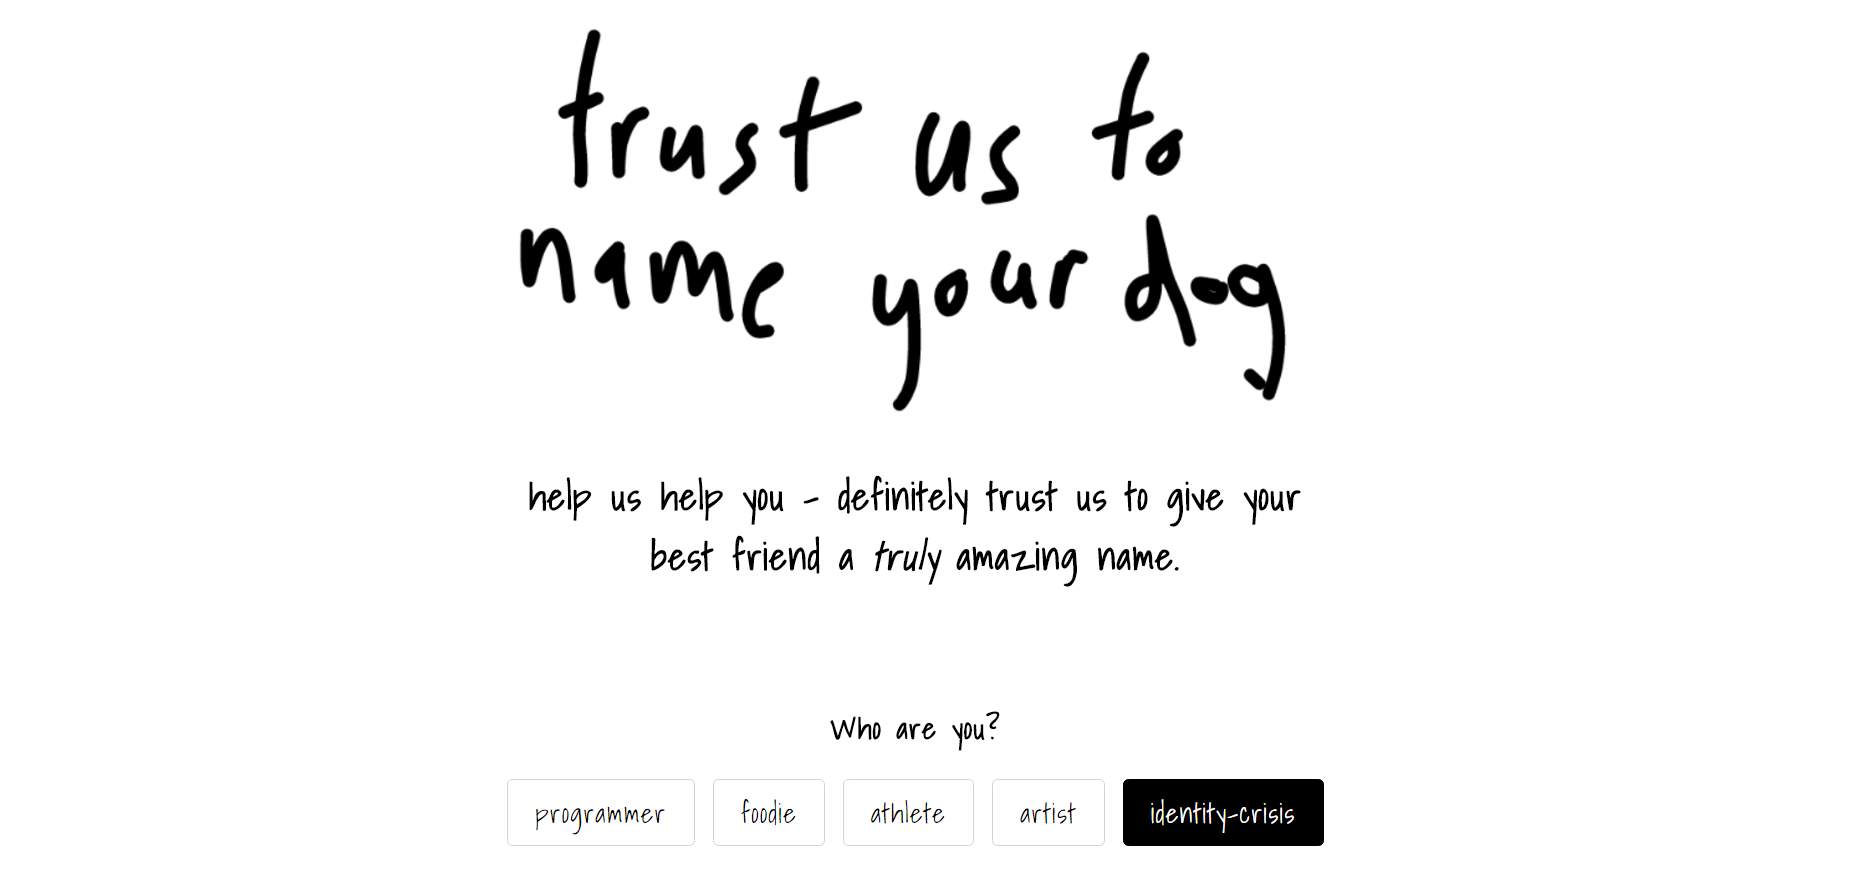 trust us to
name your dog
help us help you - definitely trust us to give your
best friend a truly amazing name.
Who are you?
programmer foodie athlete artist identity-crisis